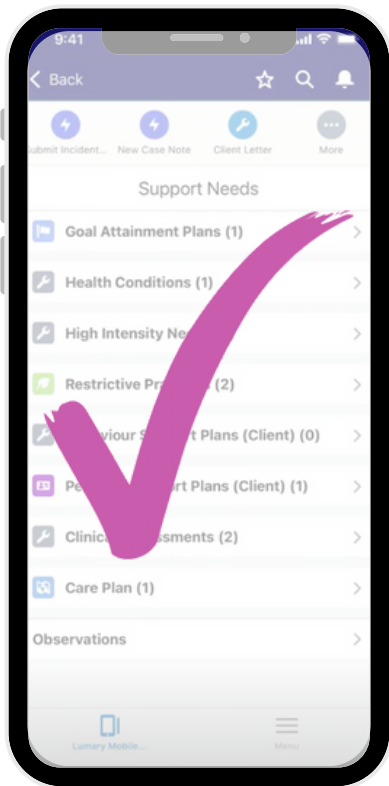 9:41
Back
Submit Incident... New Case Note Client Letter More
Support Needs
Goal Attainment Plans (1)
Health Conditions (1)
High Intensity
Restrictive (2)
Plans (Client) (0)
Plans (Client) (1)
(2)
Care Plan (1)
Observations
Lumary Mobile... Menu